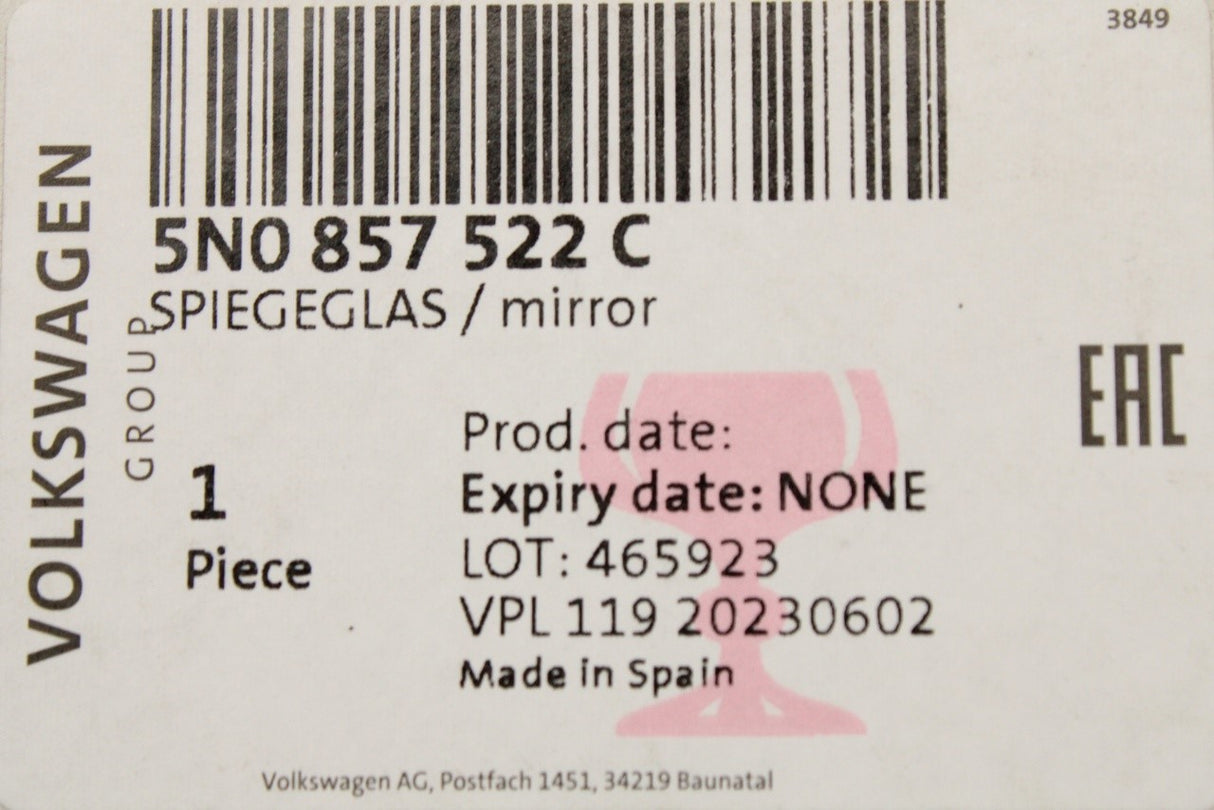 3849
5N0 857 522 C
SPIEGEGLAS / mirror
VOLKSWAGEN
GROUP
EAC
1
Piece
Prod. date:
Expiry date: NONE
LOT: 465923
VPL 119 20230602
Made in Spain
Volkswagen AG, Postfach 1451, 34219 Baunatal